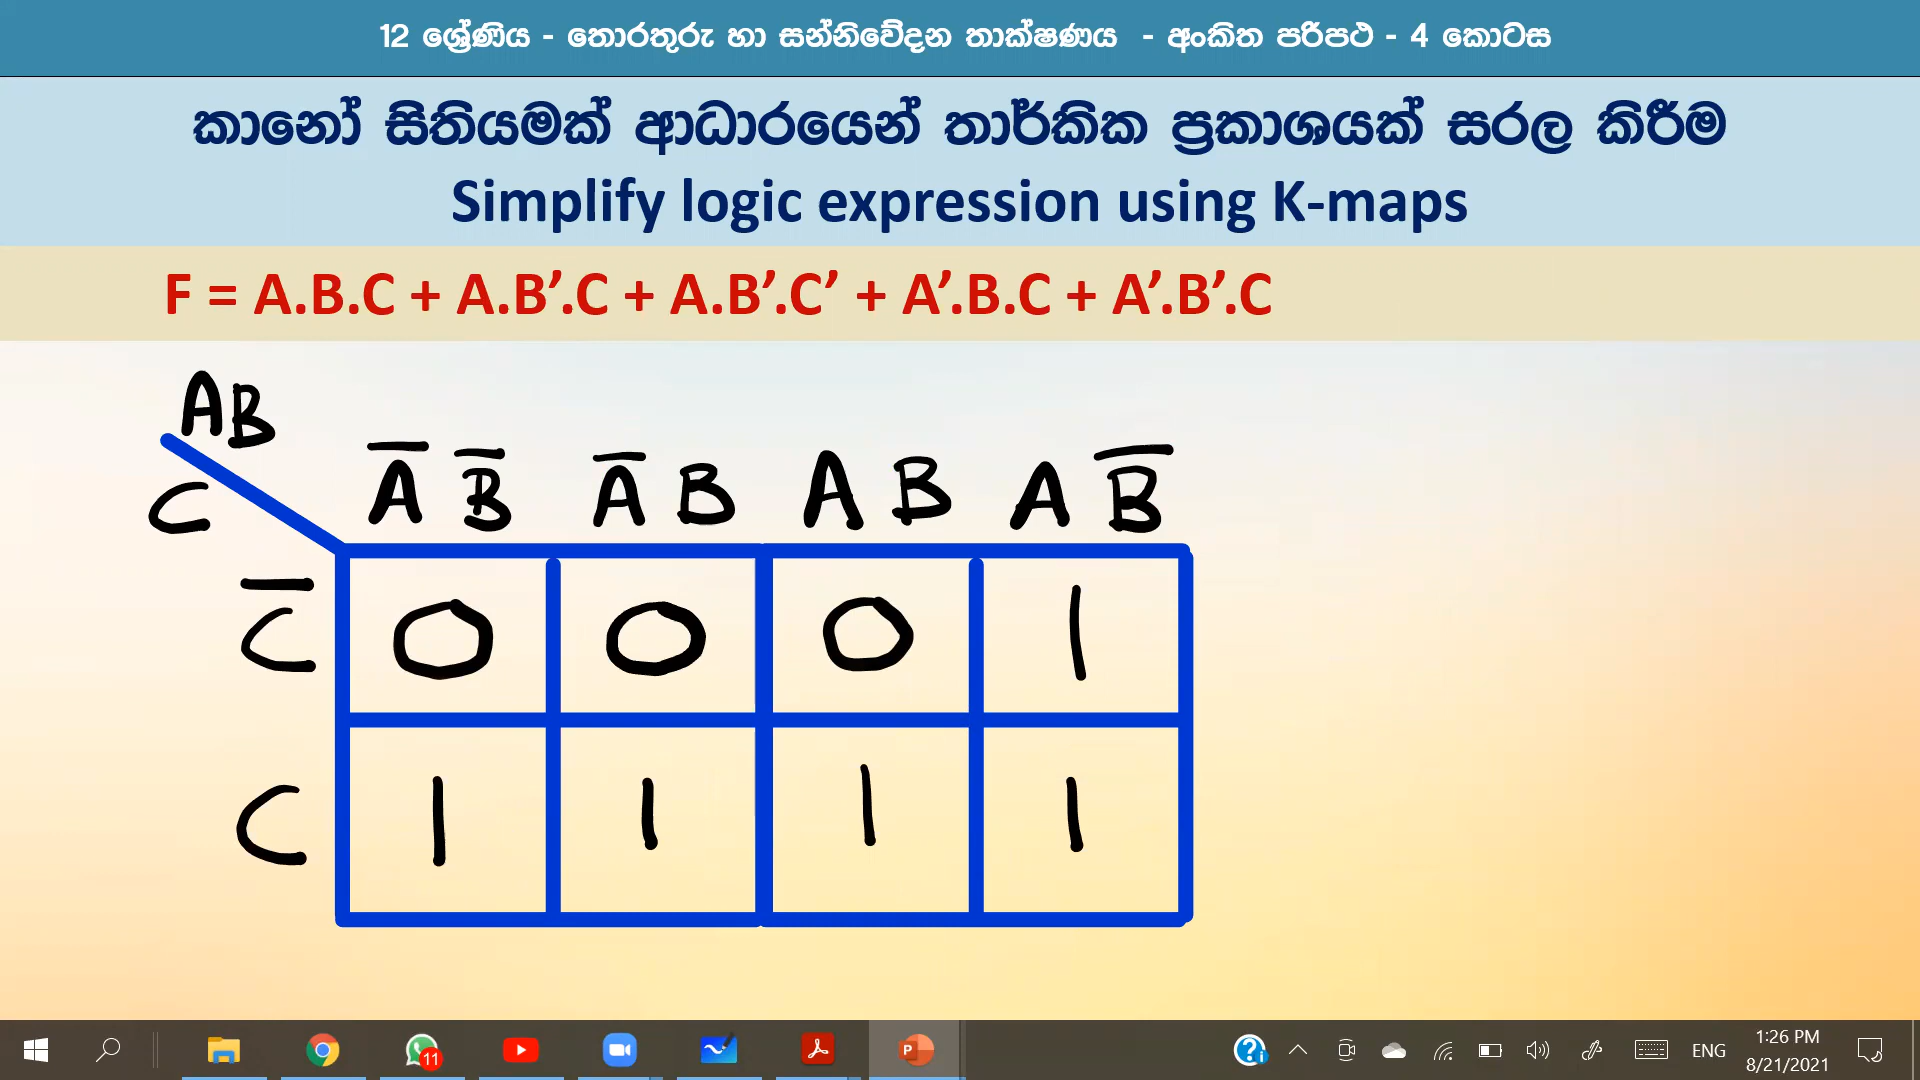 12 ශ්‍රේණිය - තොරතුරු හා සන්නිවේදන තාක්ෂණය - අංකිත පරිපථ - 4 කොටස
කානෝ සිතියමක් ආධාරයෙන් තාර්කික ප්‍රකාශයක් සරල කිරීම
Simplify logic expression using K-maps
F = A.B.C + A.B’.C + A.B’.C’ + A’.B.C + A’.B’.C
AB
C
A̅ B̅ A̅ B A B A B̅
C̅ 0 0 0 1
C 1 1 1 1
11
ENG
1:26 PM
8/21/2021